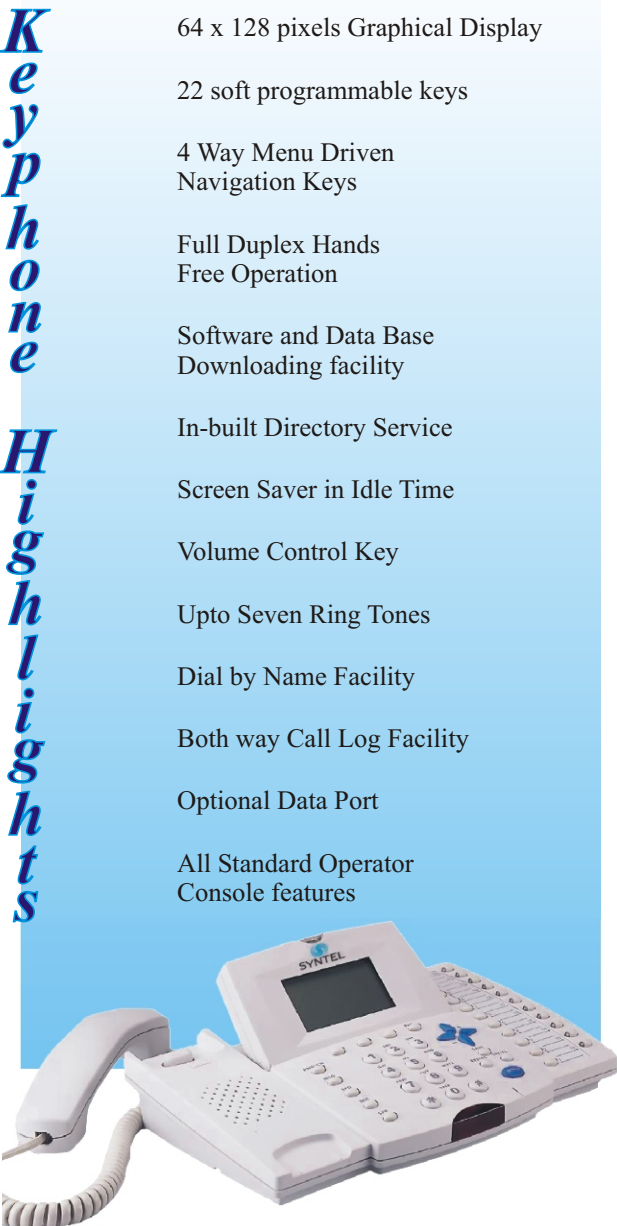 Keyphone Highlights
64 x 128 pixels Graphical Display
22 soft programmable keys
4 Way Menu Driven
Navigation Keys
Full Duplex Hands
Free Operation
Software and Data Base
Downloading facility
In-built Directory Service
Screen Saver in Idle Time
Volume Control Key
Upto Seven Ring Tones
Dial by Name Facility
Both way Call Log Facility
Optional Data Port
All Standard Operator
Console features
SYNTEL